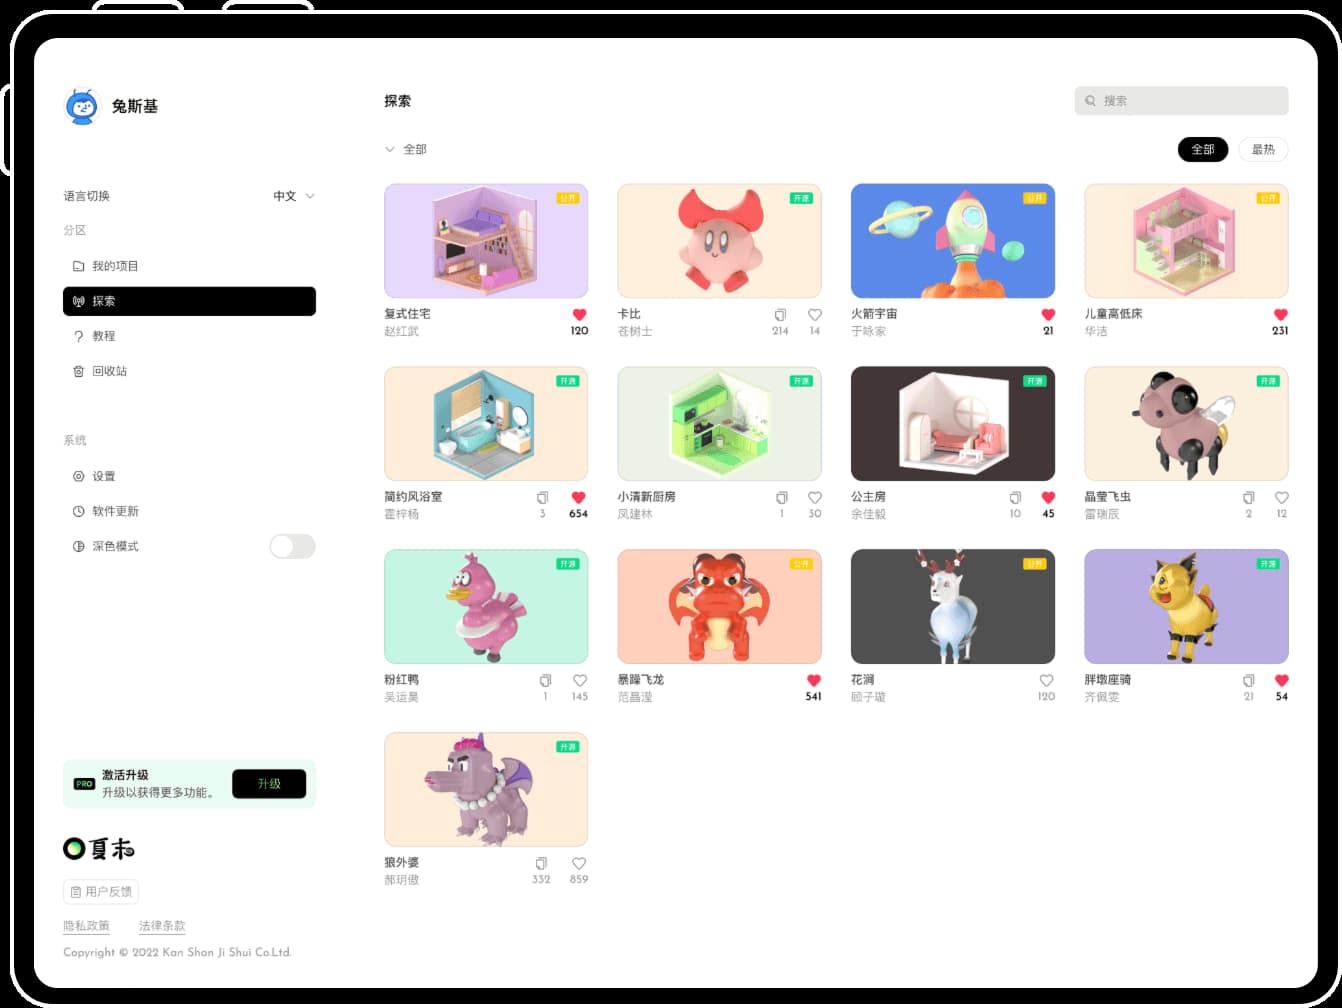 兔斯基
语言切换
中文
分区
我的项目
探索
教程
回收站
系统
设置
软件更新
深色模式
PRO
激活升级
升级以获得更多功能。
升级
夏末
用户反馈
隐私政策
法律条款
Copyright © 2022 Kan Shan Ji Shui Co.Ltd.
探索
搜索
全部
全部
最热
公开
开源
公开
公开
复式住宅
赵红武
120
卡比
苍树士
214
14
火箭宇宙
于咏家
21
儿童高低床
华洁
231
开源
开源
开源
开源
简约风浴室
霍梓杨
3
654
小清新厨房
凤建林
1
30
公主房
余佳毅
10
45
晶莹飞虫
雷瑞辰
2
12
开源
公开
公开
开源
粉红鸭
吴运昊
1
145
暴躁飞龙
范昌滢
541
花涧
颐子璇
120
胖墩座骑
齐佩雯
21
54
开源
狼外婆
郝玥傲
332
859